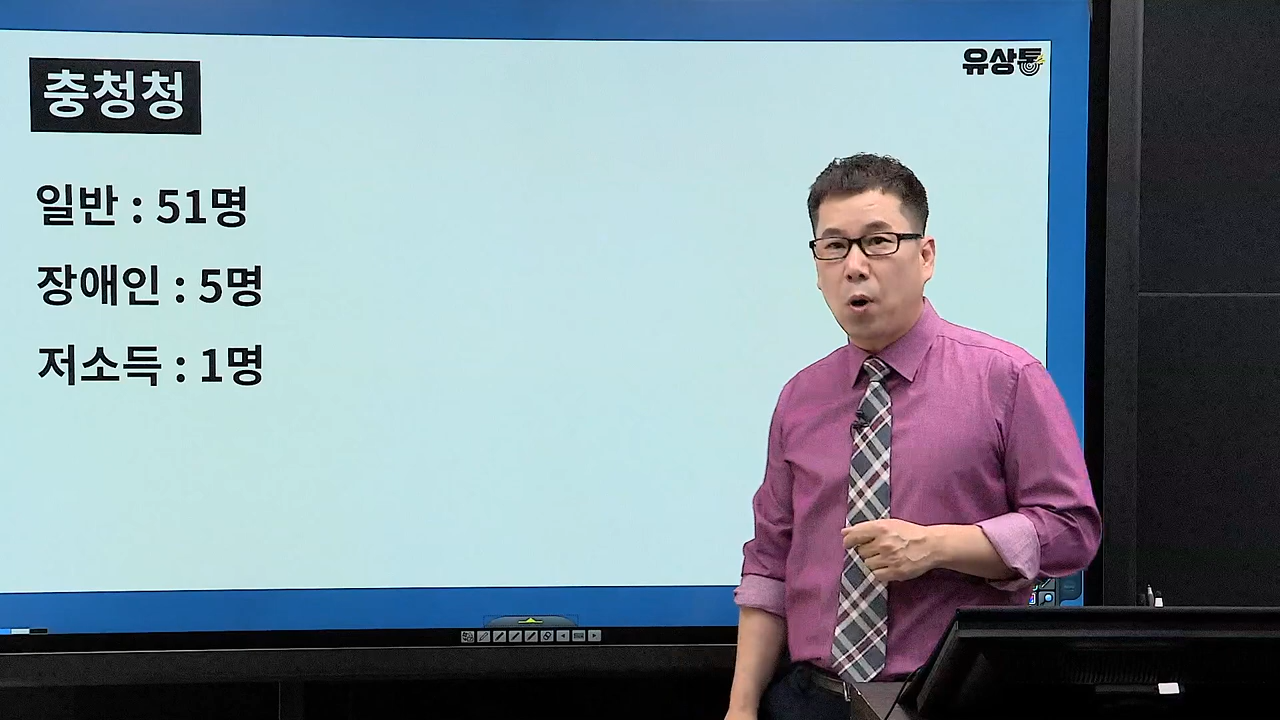 충청청
유상통
일반 : 51명
장애인 : 5명
저소득 : 1명